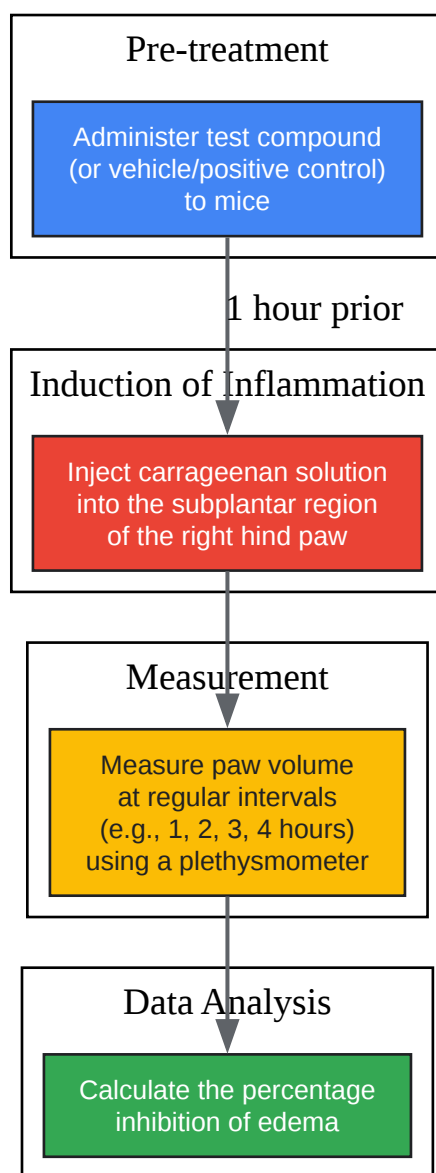 Pre-treatment
Administer test compound
(or vehicle/positive control)
to mice
1 hour prior
Induction of Inflammation
Inject carrageenan solution
into the subplantar region
of the right hind paw
Measurement
Measure paw volume
at regular intervals
(e.g., 1, 2, 3, 4 hours)
using a plethysmometer
Data Analysis
Calculate the percentage
inhibition of edema